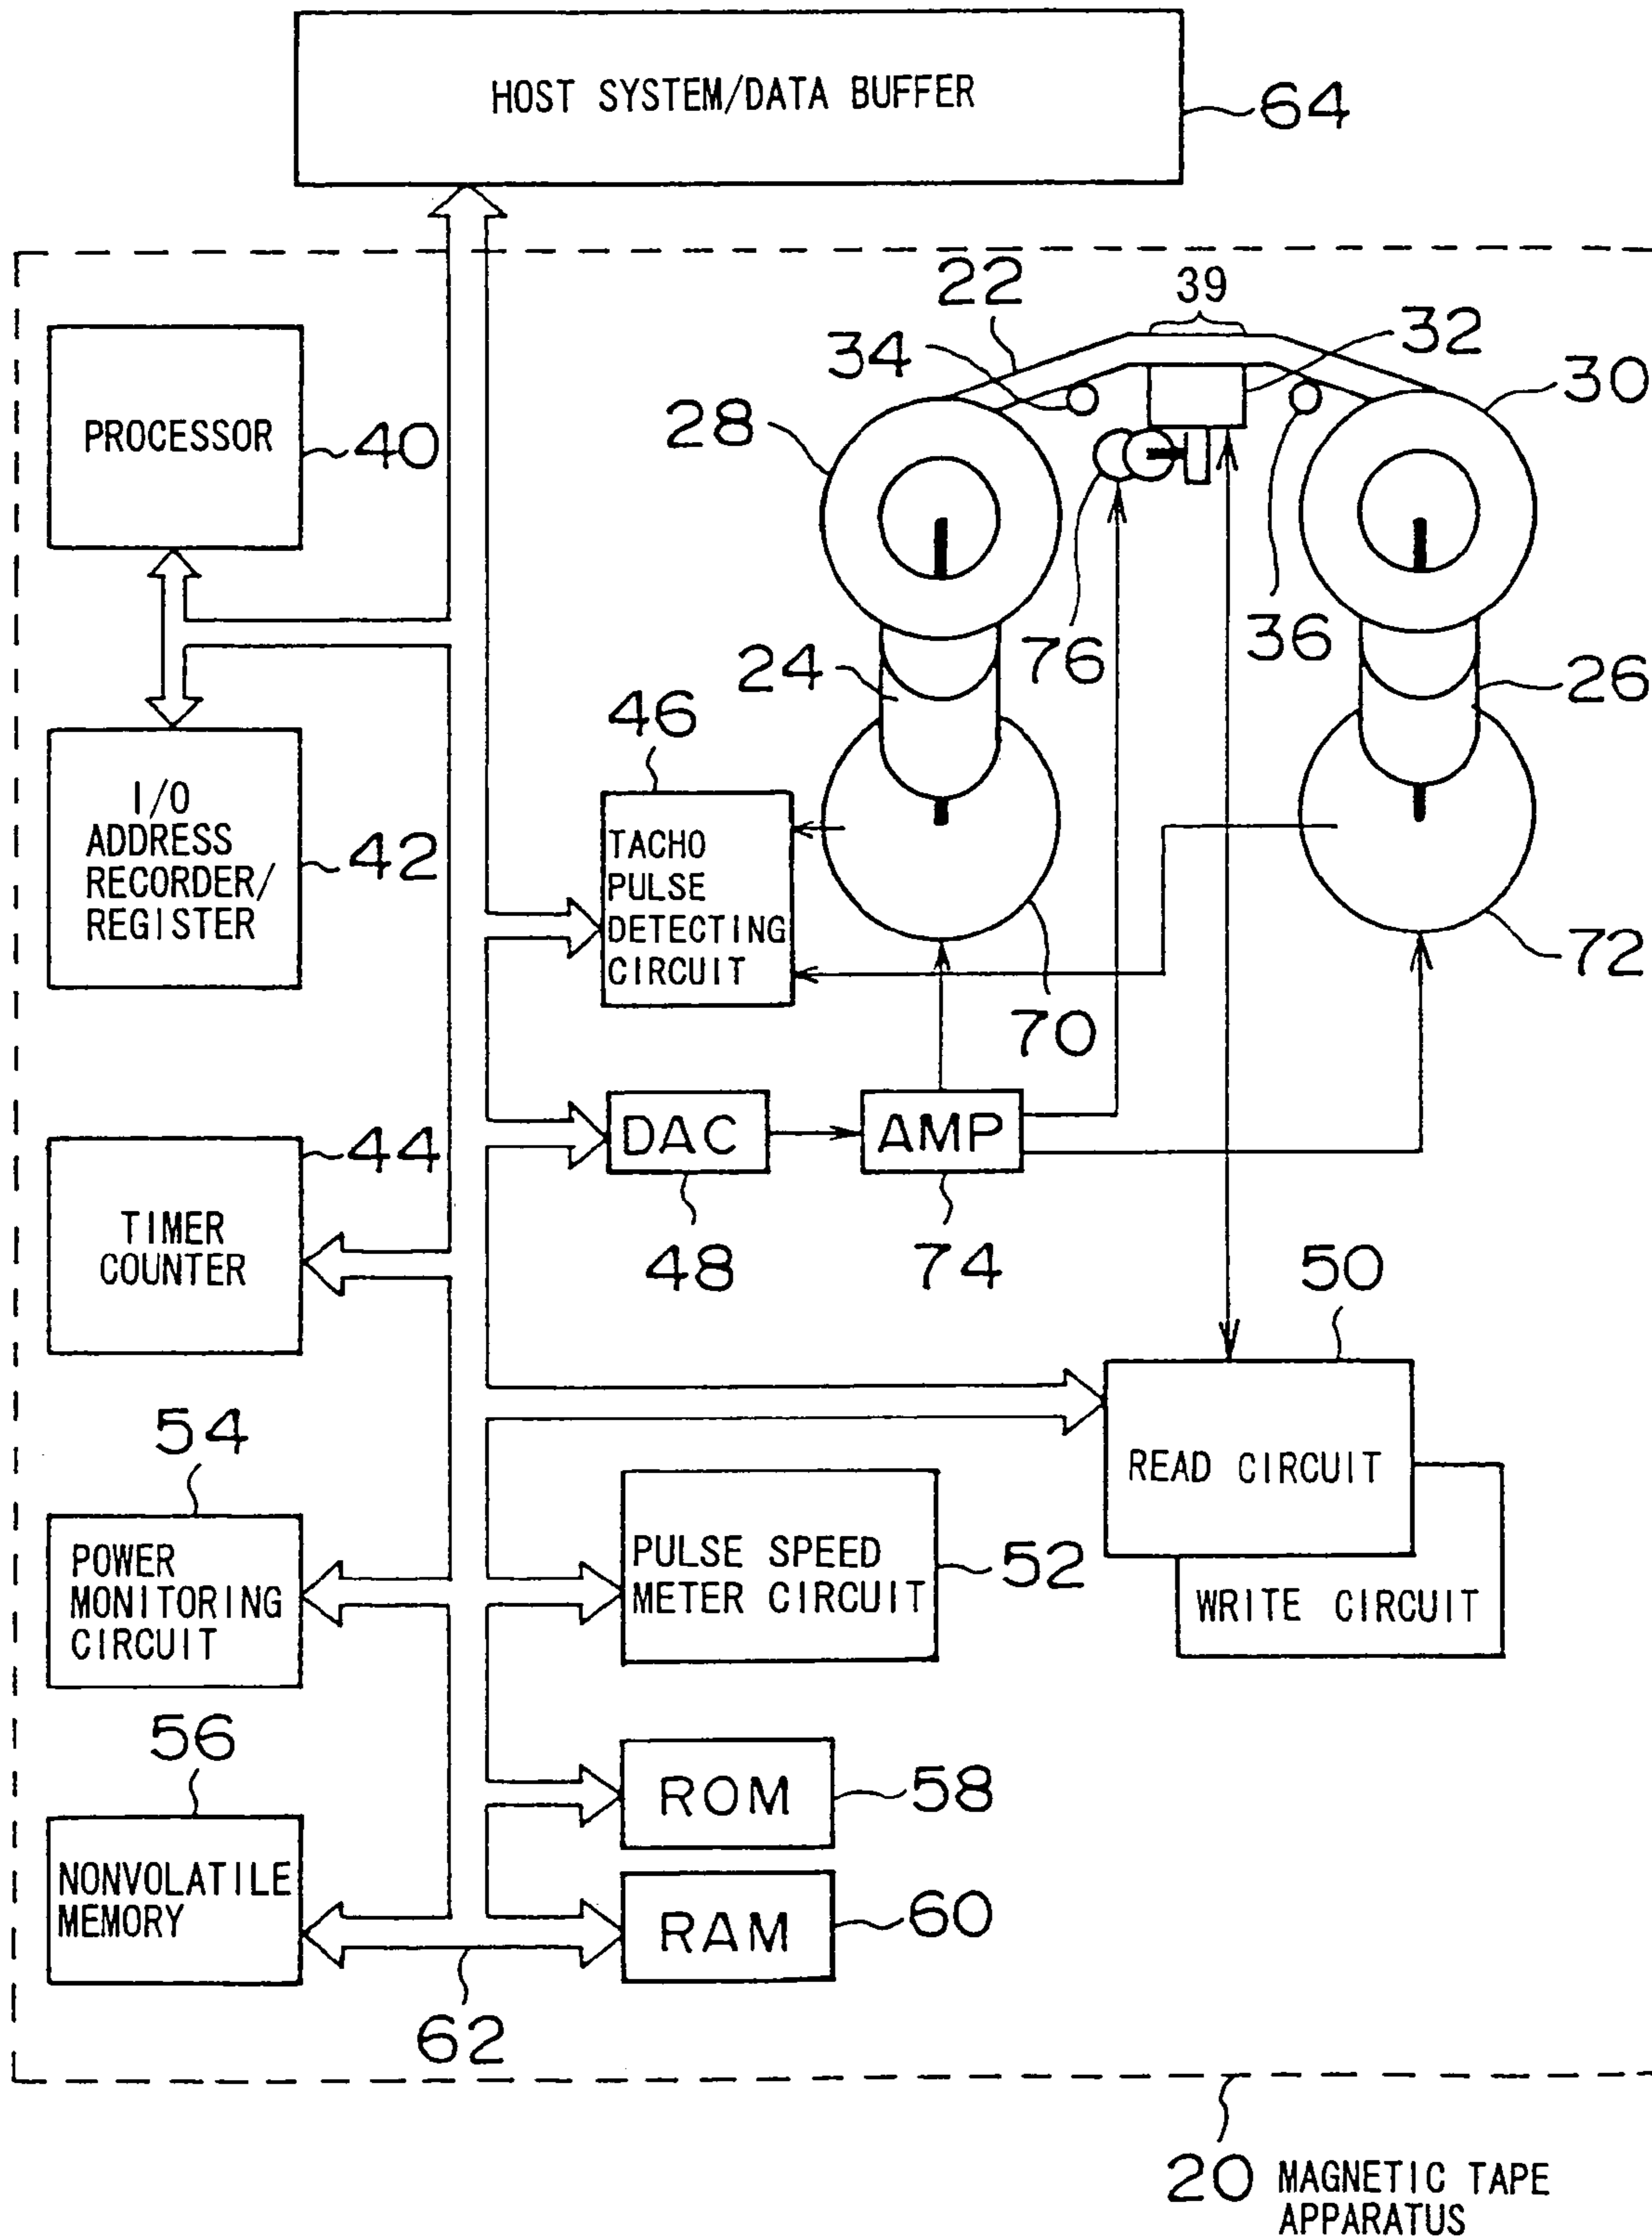 HOST SYSTEM/DATA BUFFER
64
22
39
34
32
30
28
PROCESSOR
40
76
36
24
26
46
I/O
ADDRESS
RECORDER/
REGISTER
42
TACHO
PULSE
DETECTING
CIRCUIT
72
70
44
DAC
AMP
TIMER
COUNTER
48
74
50
54
READ CIRCUIT
POWER
MONITORING
CIRCUIT
PULSE SPEED
METER CIRCUIT
52
WRITE CIRCUIT
56
ROM
58
NONVOLATILE
MEMORY
RAM
60
62
20 MAGNETIC TAPE
APPARATUS